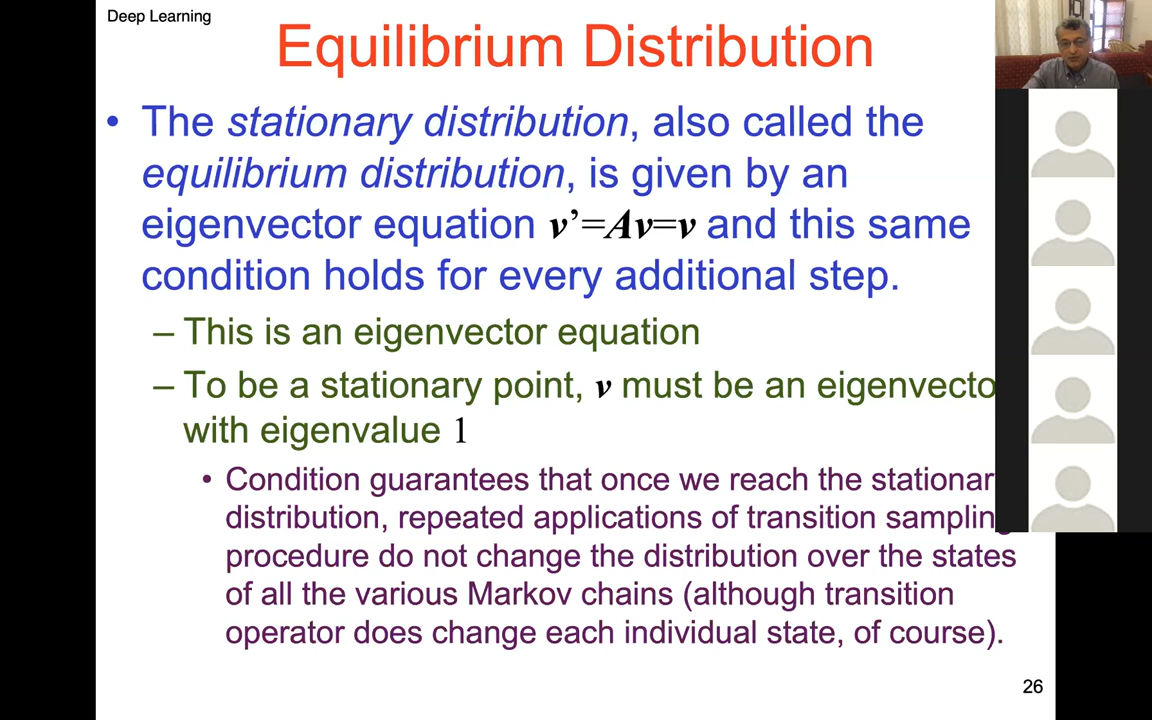 Deep Learning
Equilibrium Distribution
• The stationary distribution, also called the
equilibrium distribution, is given by an
eigenvector equation v’=Av=v and this same
condition holds for every additional step.
– This is an eigenvector equation
– To be a stationary point, v must be an eigenvecto
with eigenvalue 1
• Condition guarantees that once we reach the stationar
distribution, repeated applications of transition samplin
procedure do not change the distribution over the states
of all the various Markov chains (although transition
operator does change each individual state, of course).
26